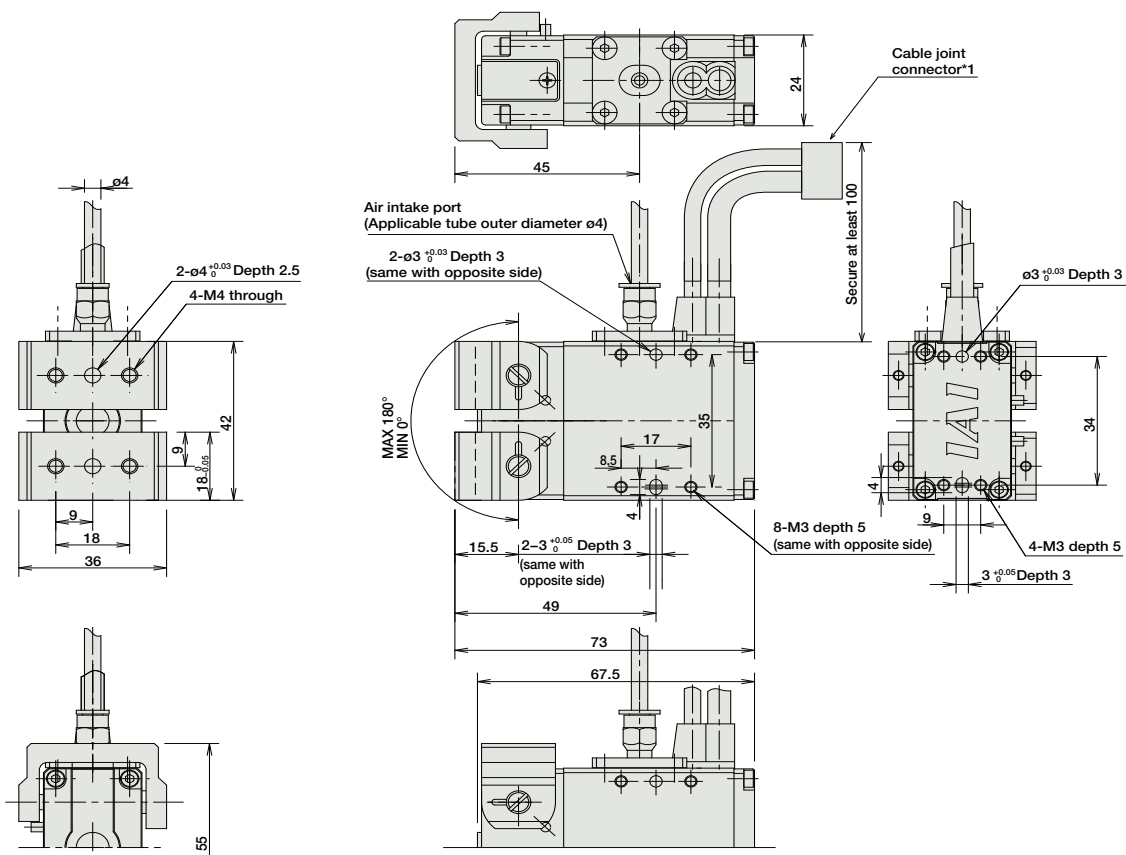 24
45
Cable joint
connector*1
Secure at least 100
ø4
Air intake port
(Applicable tube outer diameter ø4)
2-ø3 +0.03 0 Depth 3
(same with opposite side)
2-ø4 +0.03 0 Depth 2.5
4-M4 through
ø3 +0.03 0 Depth 3
42
9
18 0 -0.05
9
18
36
MAX 180°
MIN 0°
35
17
8.5
4
8-M3 depth 5
(same with opposite side)
15.5
2–3 +0.05 0 Depth 3
(same with
opposite side)
49
73
67.5
IAI
34
4
9
4-M3 depth 5
3 +0.05 0 Depth 3
55